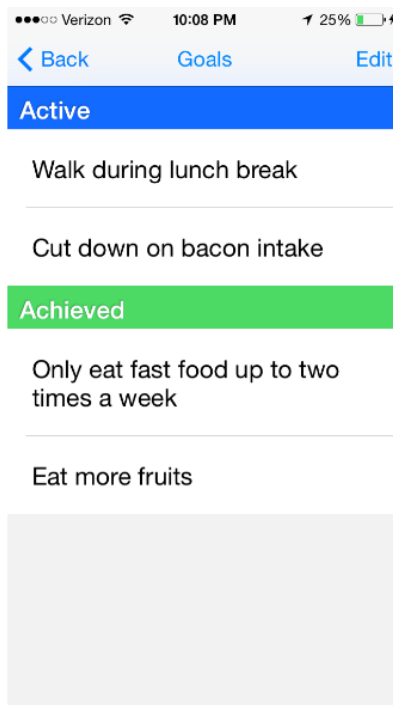 Verizon 10:08 PM 25%
Back Goals Edit
Active
Walk during lunch break
Cut down on bacon intake
Achieved
Only eat fast food up to two
times a week
Eat more fruits